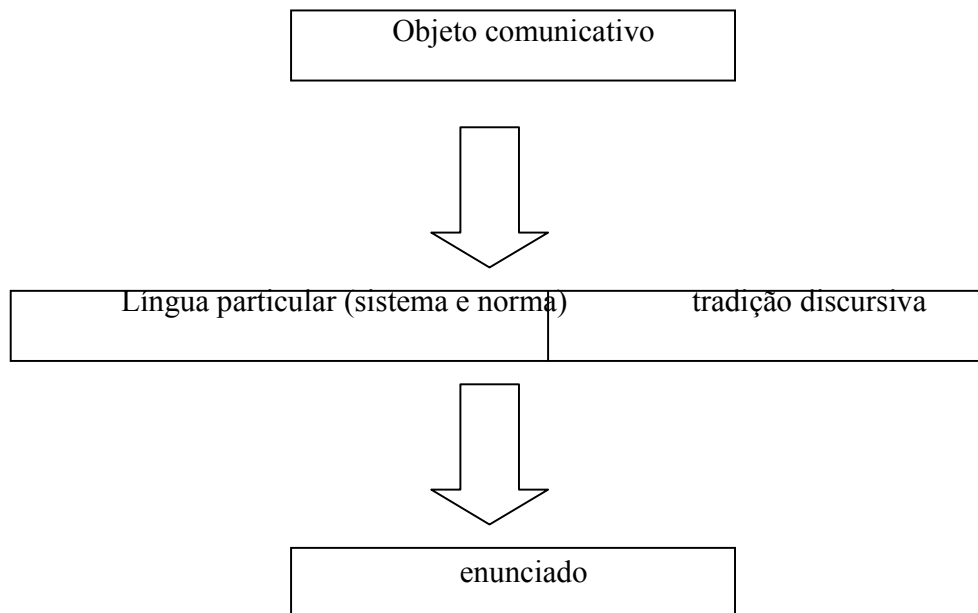 Objeto comunicativo
Língua particular (sistema e norma) tradição discursiva
enunciado